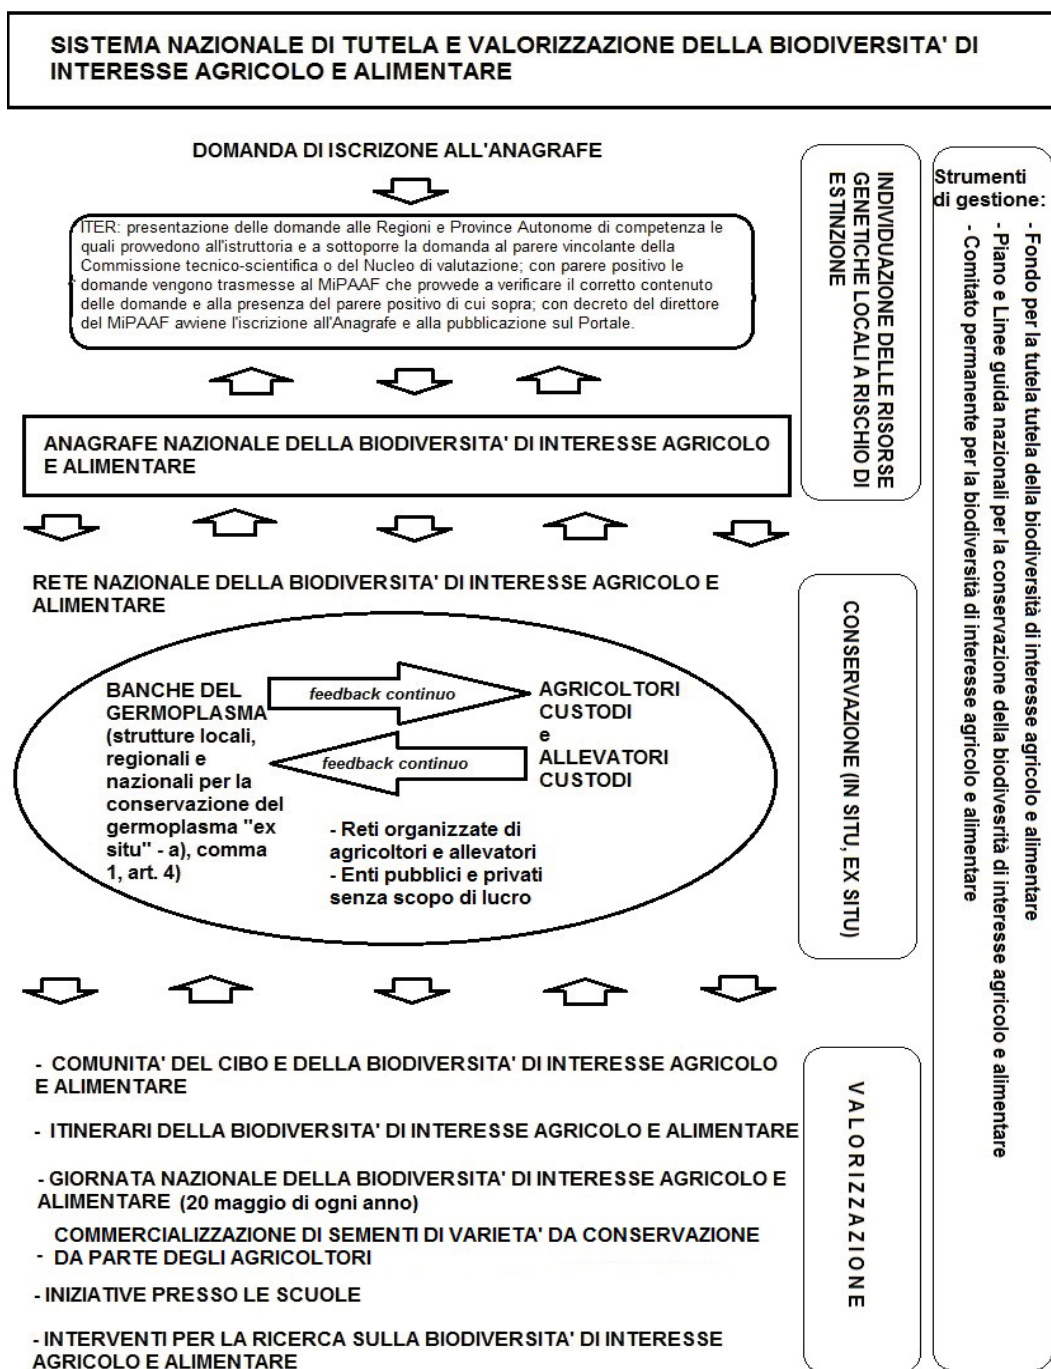 SISTEMA NAZIONALE DI TUTELA E VALORIZZAZIONE DELLA BIODIVERSITA' DI
INTERESSE AGRICOLO E ALIMENTARE
DOMANDA DI ISCRIZONE ALL'ANAGRAFE
ITER: presentazione delle domande alle Regioni e Province Autonome di competenza le
quali provvedono all'istruttoria e a sottoporre la domanda al parere vincolante della
Commissione tecnico-scientifica o del Nucleo di valutazione; con parere positivo le
domande vengono trasmesse al MiPAAF che provvede a verificare il corretto contenuto
delle domande e alla presenza del parere positivo di cui sopra; con decreto del direttore
del MiPAAF avviene l'iscrizione all'Anagrafe e alla pubblicazione sul Portale.
ANAGRAFE NAZIONALE DELLA BIODIVERSITA' DI INTERESSE AGRICOLO
E ALIMENTARE
INDIVIDUAZIONE DELLE RISORSE
GENETICHE LOCALI A RISCHIO DI
ESTINZIONE
RETE NAZIONALE DELLA BIODIVERSITA' DI INTERESSE AGRICOLO E
ALIMENTARE
BANCHE DEL
GERMOPLASMA
(strutture locali,
regionali e
nazionali per la
conservazione del
germoplasma "ex
situ" - a), comma
1, art. 4)
feedback continuo
feedback continuo
AGRICOLTORI
CUSTODI
e
ALLEVATORI
CUSTODI
- Reti organizzate di
agricoltori e allevatori
- Enti pubblici e privati
senza scopo di lucro
CONSERVAZIONE (IN SITU, EX SITU)
- COMUNITA' DEL CIBO E DELLA BIODIVERSITA' DI INTERESSE AGRICOLO
E ALIMENTARE
- ITINERARI DELLA BIODIVERSITA' DI INTERESSE AGRICOLO E ALIMENTARE
- GIORNATA NAZIONALE DELLA BIODIVERSITA' DI INTERESSE AGRICOLO E
ALIMENTARE (20 maggio di ogni anno)
COMMERCIALIZZAZIONE DI SEMENTI DI VARIETA' DA CONSERVAZIONE
- DA PARTE DEGLI AGRICOLTORI
- INIZIATIVE PRESSO LE SCUOLE
- INTERVENTI PER LA RICERCA SULLA BIODIVERSITA' DI INTERESSE
AGRICOLO E ALIMENTARE
VALORIZZAZIONE
Strumenti
di gestione:
- Fondo per la tutela tutela della biodiversità di interesse agricolo e alimentare
- Piano e Linee guida nazionali per la conservazione della biodivesrità di interesse agricolo e alimentare
- Comitato permanente per la biodiversità di interesse agricolo e alimentare